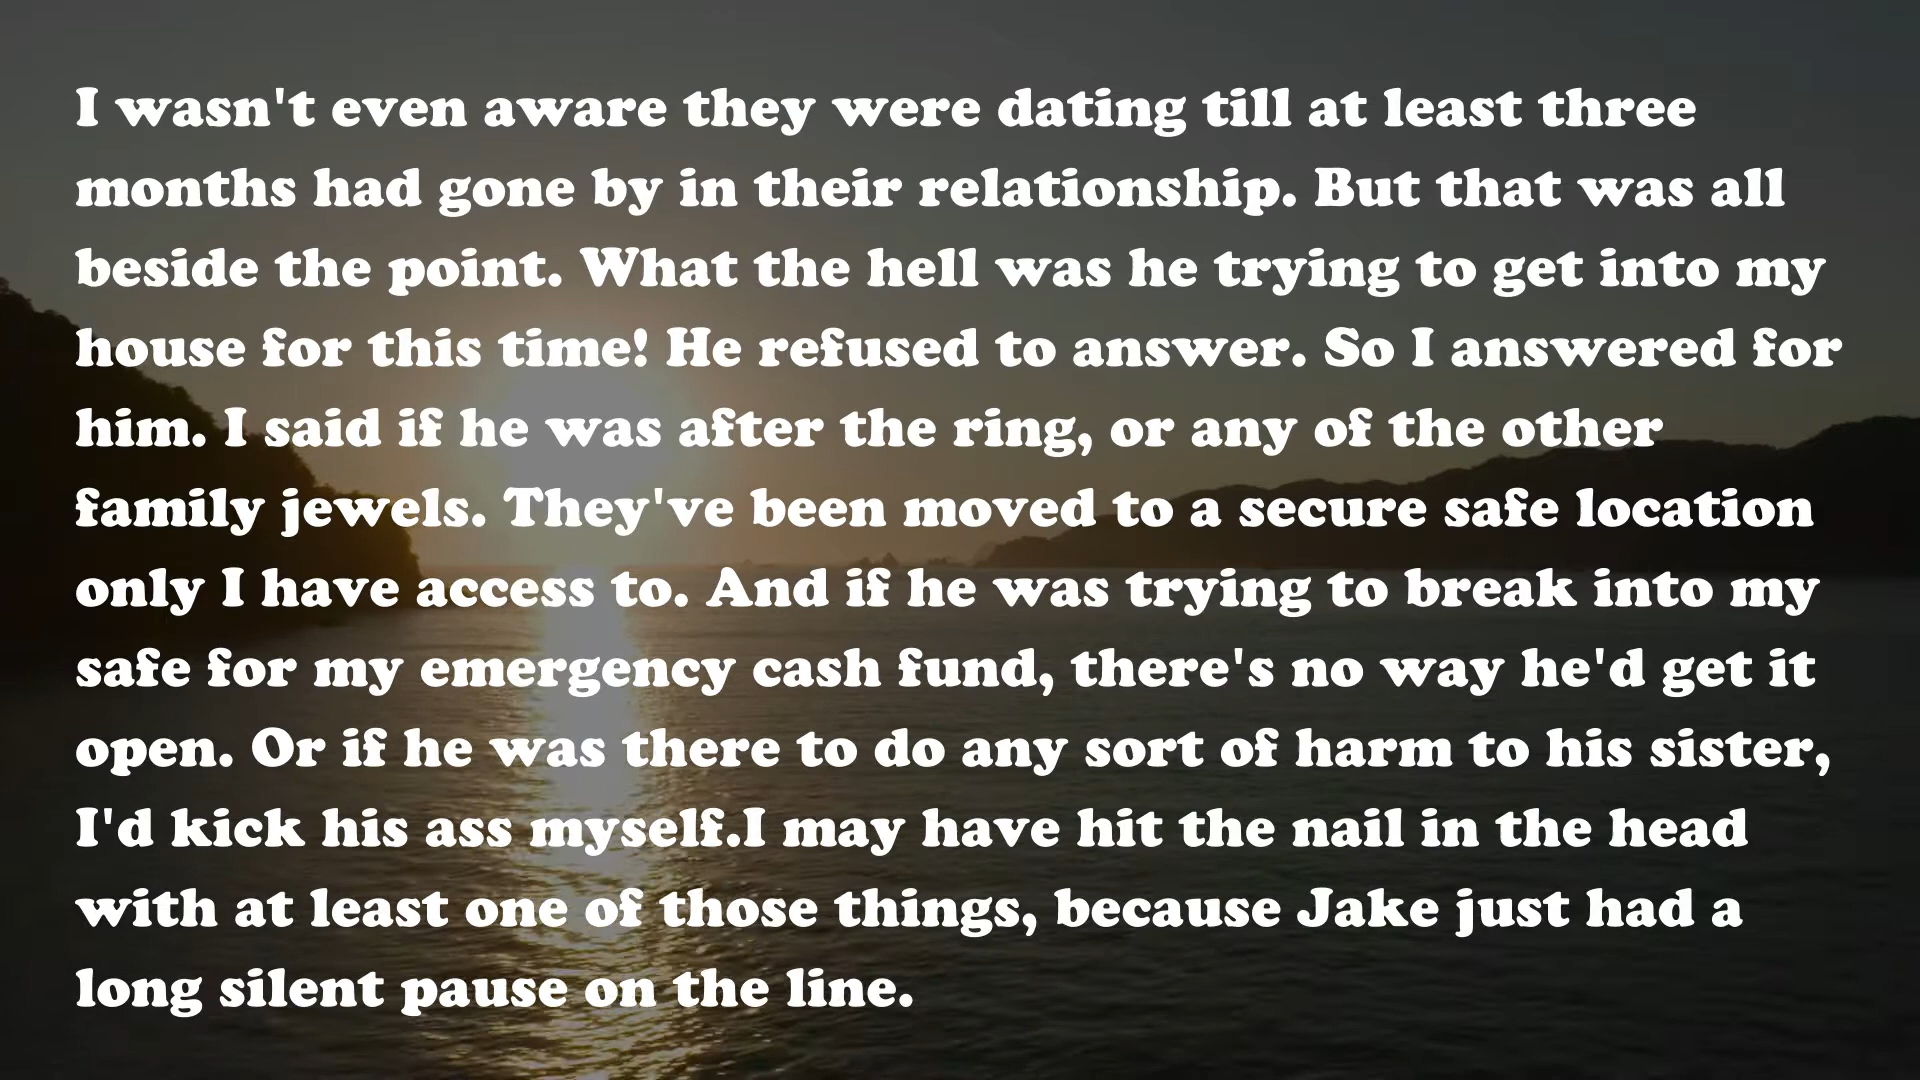 I wasn't even aware they were dating till at least three
months had gone by in their relationship. But that was all
beside the point. What the hell was he trying to get into my
house for this time! He refused to answer. So I answered for
him. I said if he was after the ring, or any of the other
family jewels. They've been moved to a secure safe location
only I have access to. And if he was trying to break into my
safe for my emergency cash fund, there's no way he'd get it
open. Or if he was there to do any sort of harm to his sister,
I'd kick his ass myself.I may have hit the nail in the head
with at least one of those things, because Jake just had a
long silent pause on the line.